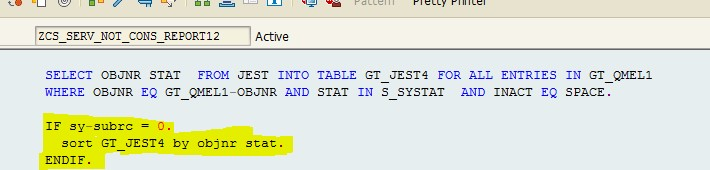 Pattern Pretty Printer
ZCS_SERV_NOT_CONS_REPORT12 Active
SELECT OBJNR STAT FROM JEST INTO TABLE GT_JEST4 FOR ALL ENTRIES IN GT_QMEL1
WHERE OBJNR EQ GT_QMEL1-OBJNR AND STAT IN S_SYSTAT AND INACT EQ SPACE.
IF sy-subrc = 0.
sort GT_JEST4 by objnr stat.
ENDIF.